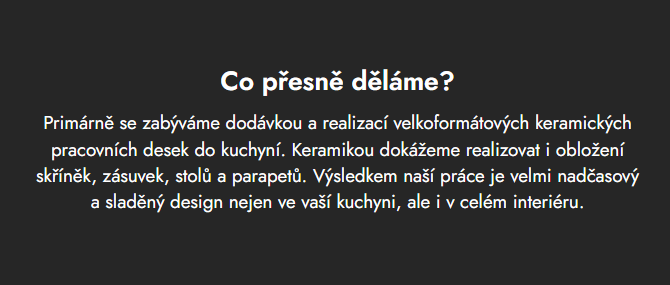 Co přesně děláme?
Primárně se zabýváme dodávkou a realizací velkoformátových keramických
pracovních desek do kuchyní. Keramikou dokážeme realizovat i obložení
skříněk, zásuvek, stolů a parapetů. Výsledkem naší práce je velmi nadčasový
a sladěný design nejen ve vaší kuchyni, ale i v celém interiéru.